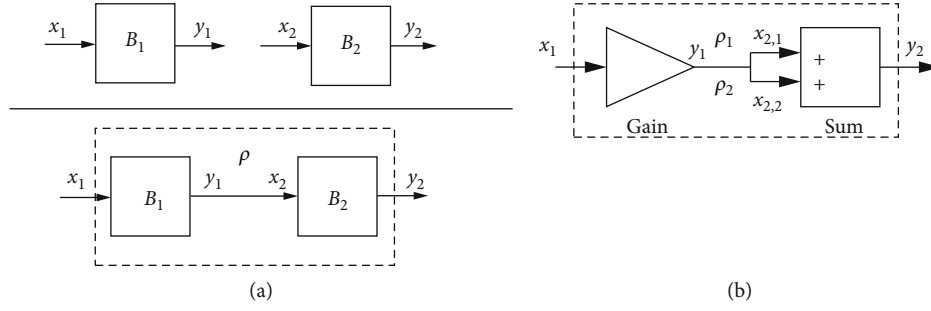 x₁ B₁ y₁ x₂ B₂ y₂
ρ
x₁ B₁ y₁ x₂ B₂ y₂
(a)
x₁ y₁ ρ₁ x₂,₁ y₂
+
+
ρ₂ x₂,₂
Gain Sum
(b)